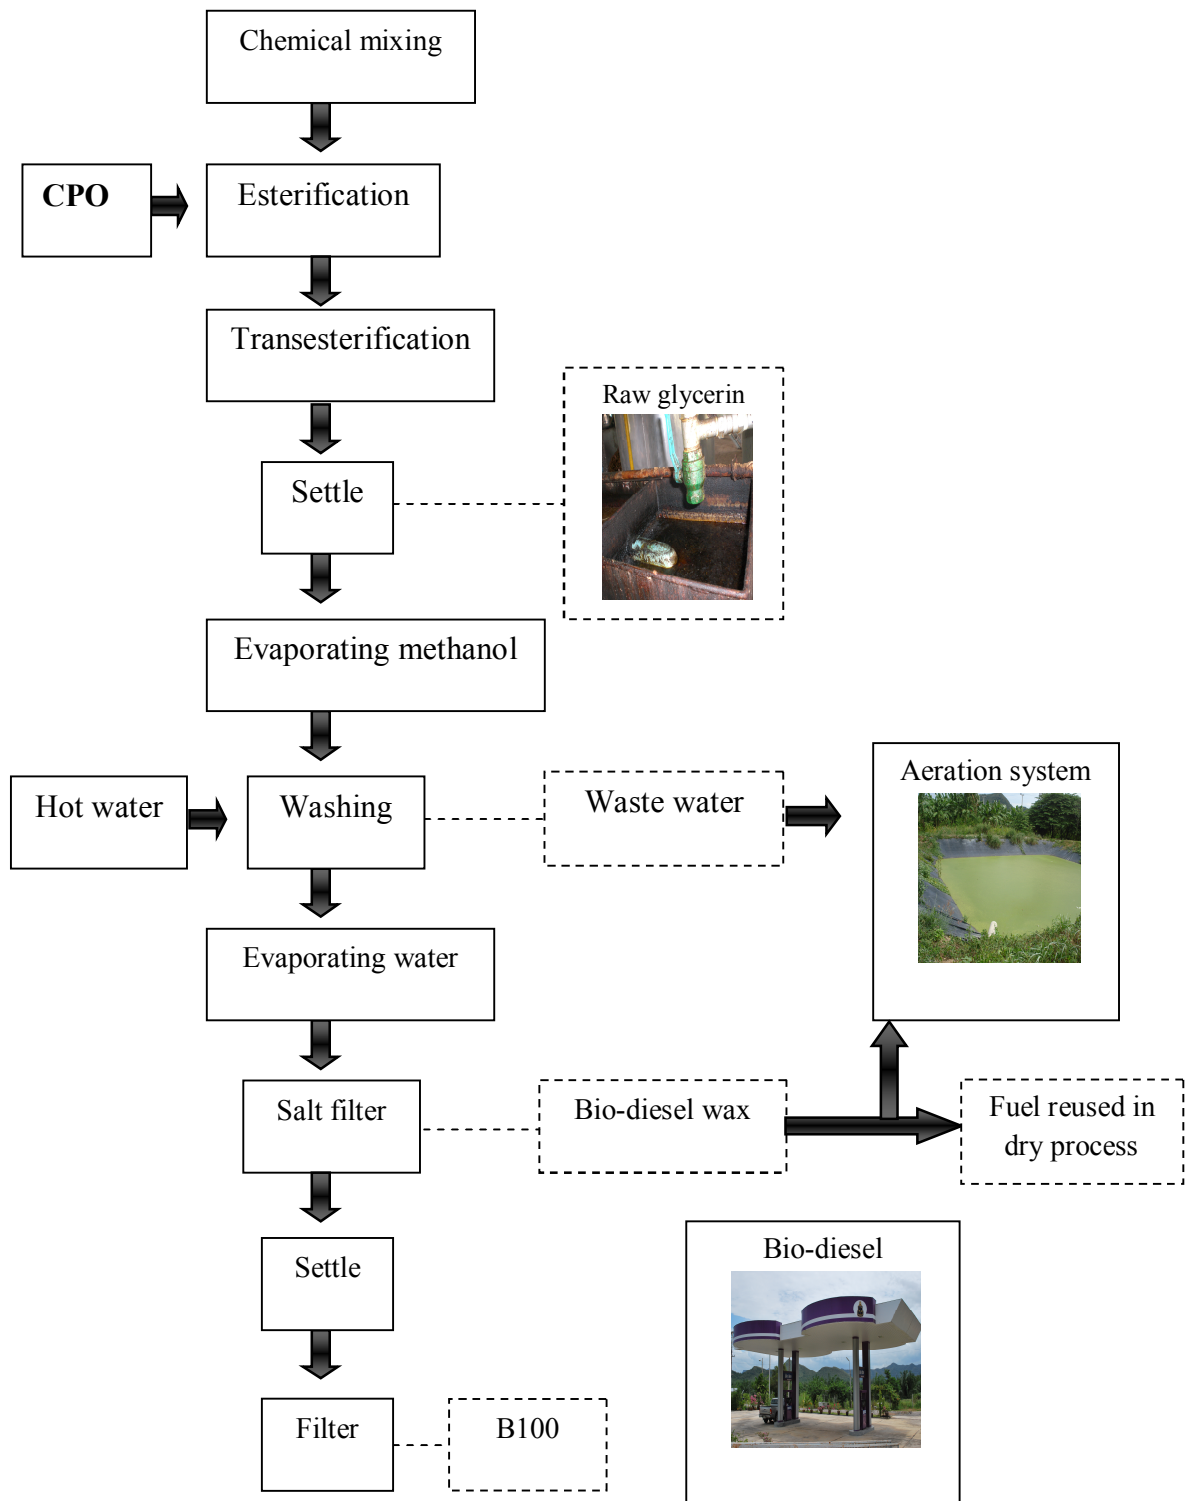 Chemical mixing
CPO
Esterification
Transesterification
Raw glycerin
Settle
Evaporating methanol
Aeration system
Hot water
Washing
Waste water
Evaporating water
Salt filter
Bio-diesel wax
Fuel reused in
dry process
Settle
Bio-diesel
Filter
B100